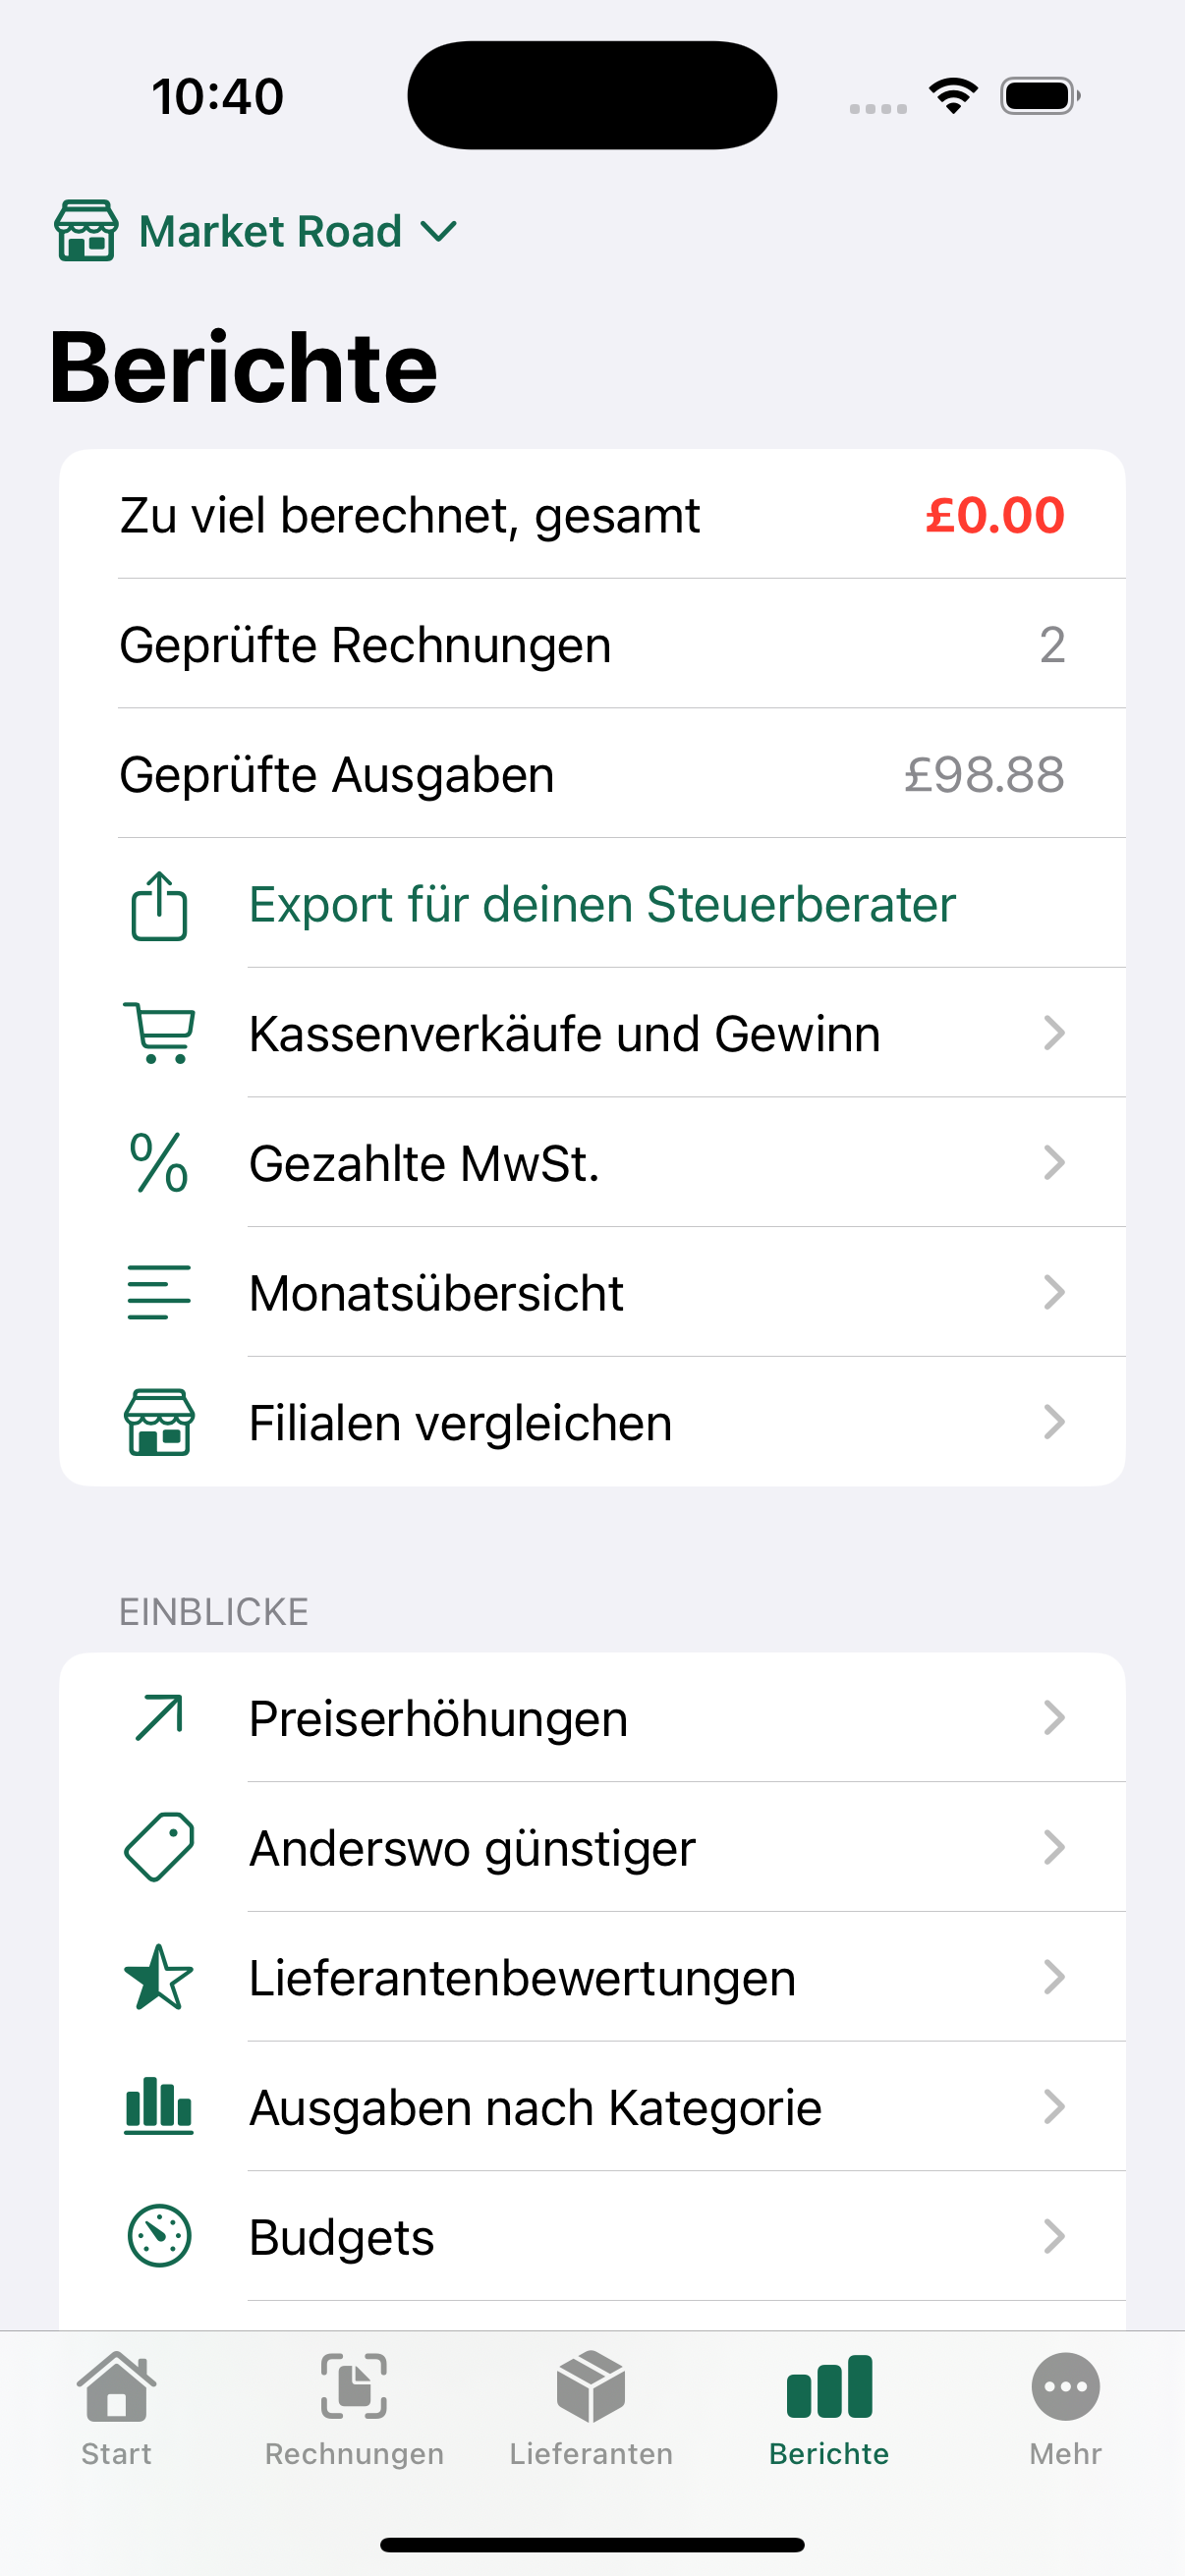 10:40
Market Road
Berichte
Zu viel berechnet, gesamt £0.00
Geprüfte Rechnungen 2
Geprüfte Ausgaben £98.88
Export für deinen Steuerberater
Kassenverkäufe und Gewinn
Gezahlte MwSt.
Monatsübersicht
Filialen vergleichen
EINBLICKE
Preiserhöhungen
Anderswo günstiger
Lieferantenbewertungen
Ausgaben nach Kategorie
Budgets
Start Rechnungen Lieferanten Berichte Mehr